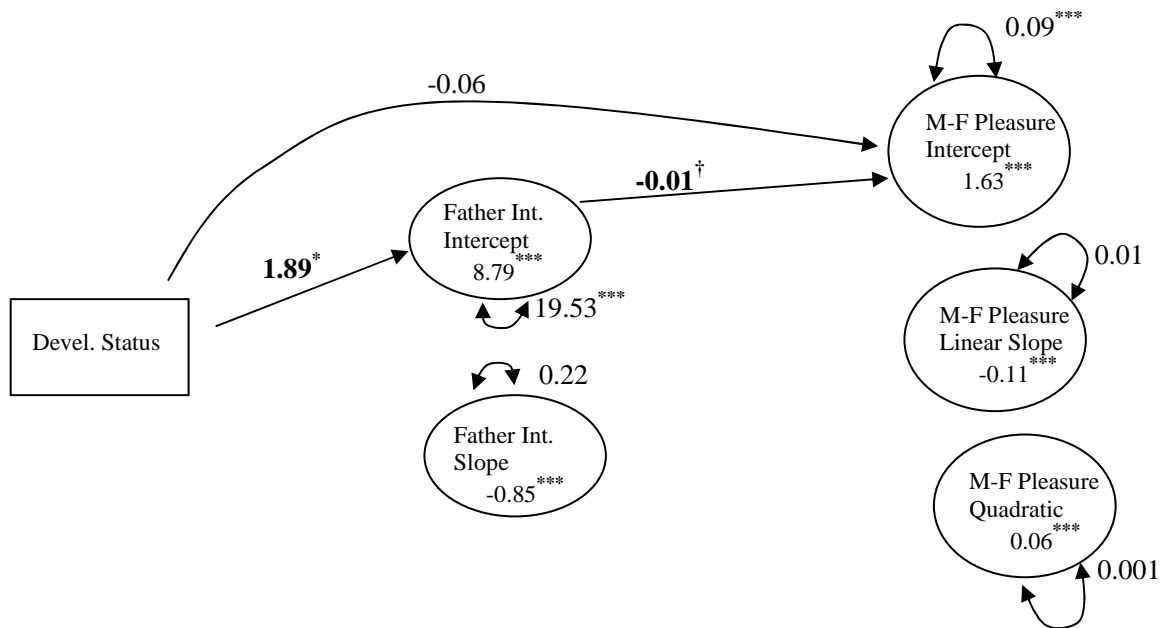 0.09***
-0.06
M-F Pleasure
Intercept
1.63***
-0.01†
Father Int.
Intercept
8.79***
1.89*
19.53***
0.01
M-F Pleasure
Linear Slope
-0.11***
Devel. Status
0.22
Father Int.
Slope
-0.85***
M-F Pleasure
Quadratic
0.06***
0.001